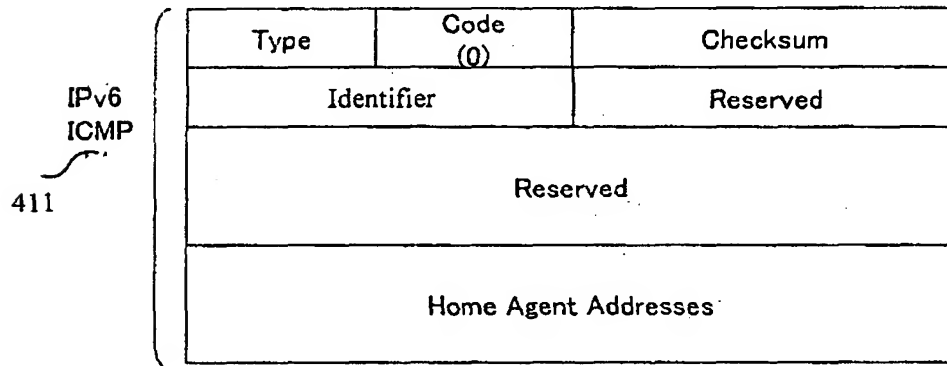 Type
Code
(0)
Checksum
IPv6
ICMP
411
Identifier
Reserved
Reserved
Home Agent Addresses